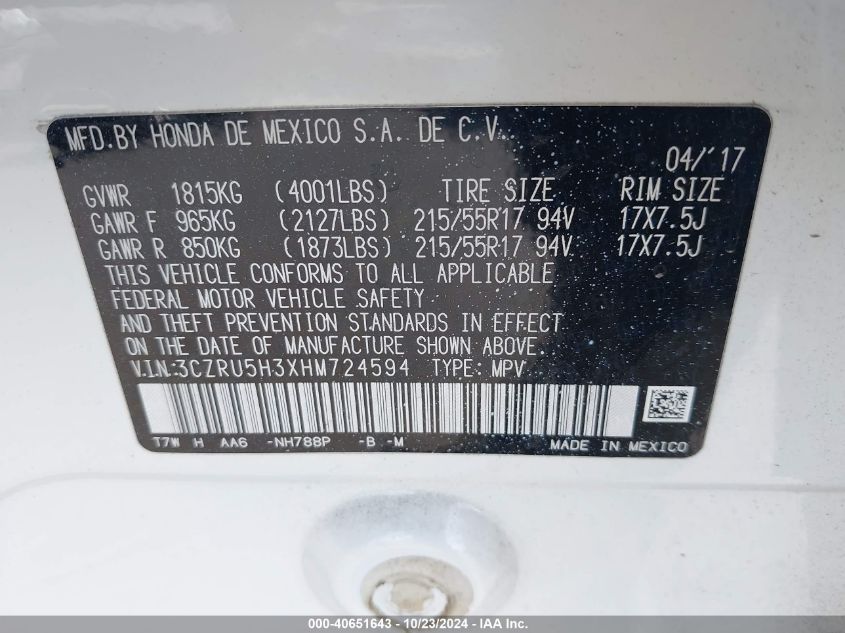 MFD.BY HONDA DE MEXICO S.A. DE C.V.
04/'17
GVWR 1815KG (4001LBS) TIRE SIZE RIM SIZE
GAWR F 965KG (2127LBS) 215/55R17 94V 17X7.5J
GAWR R 850KG (1873LBS) 215/55R17 94V 17X7.5J
THIS VEHICLE CONFORMS TO ALL APPLICABLE
FEDERAL MOTOR VEHICLE SAFETY
AND THEFT PREVENTION STANDARDS IN EFFECT
ON THE DATE OF MANUFACTURE SHOWN ABOVE.
V.I.N:3CZRU5H3XHM724594 TYPE: MPV
T7W H AA6 -NH788P -B -M MADE IN MEXICO
000-40651643 - 10/23/2024 - IAA Inc.